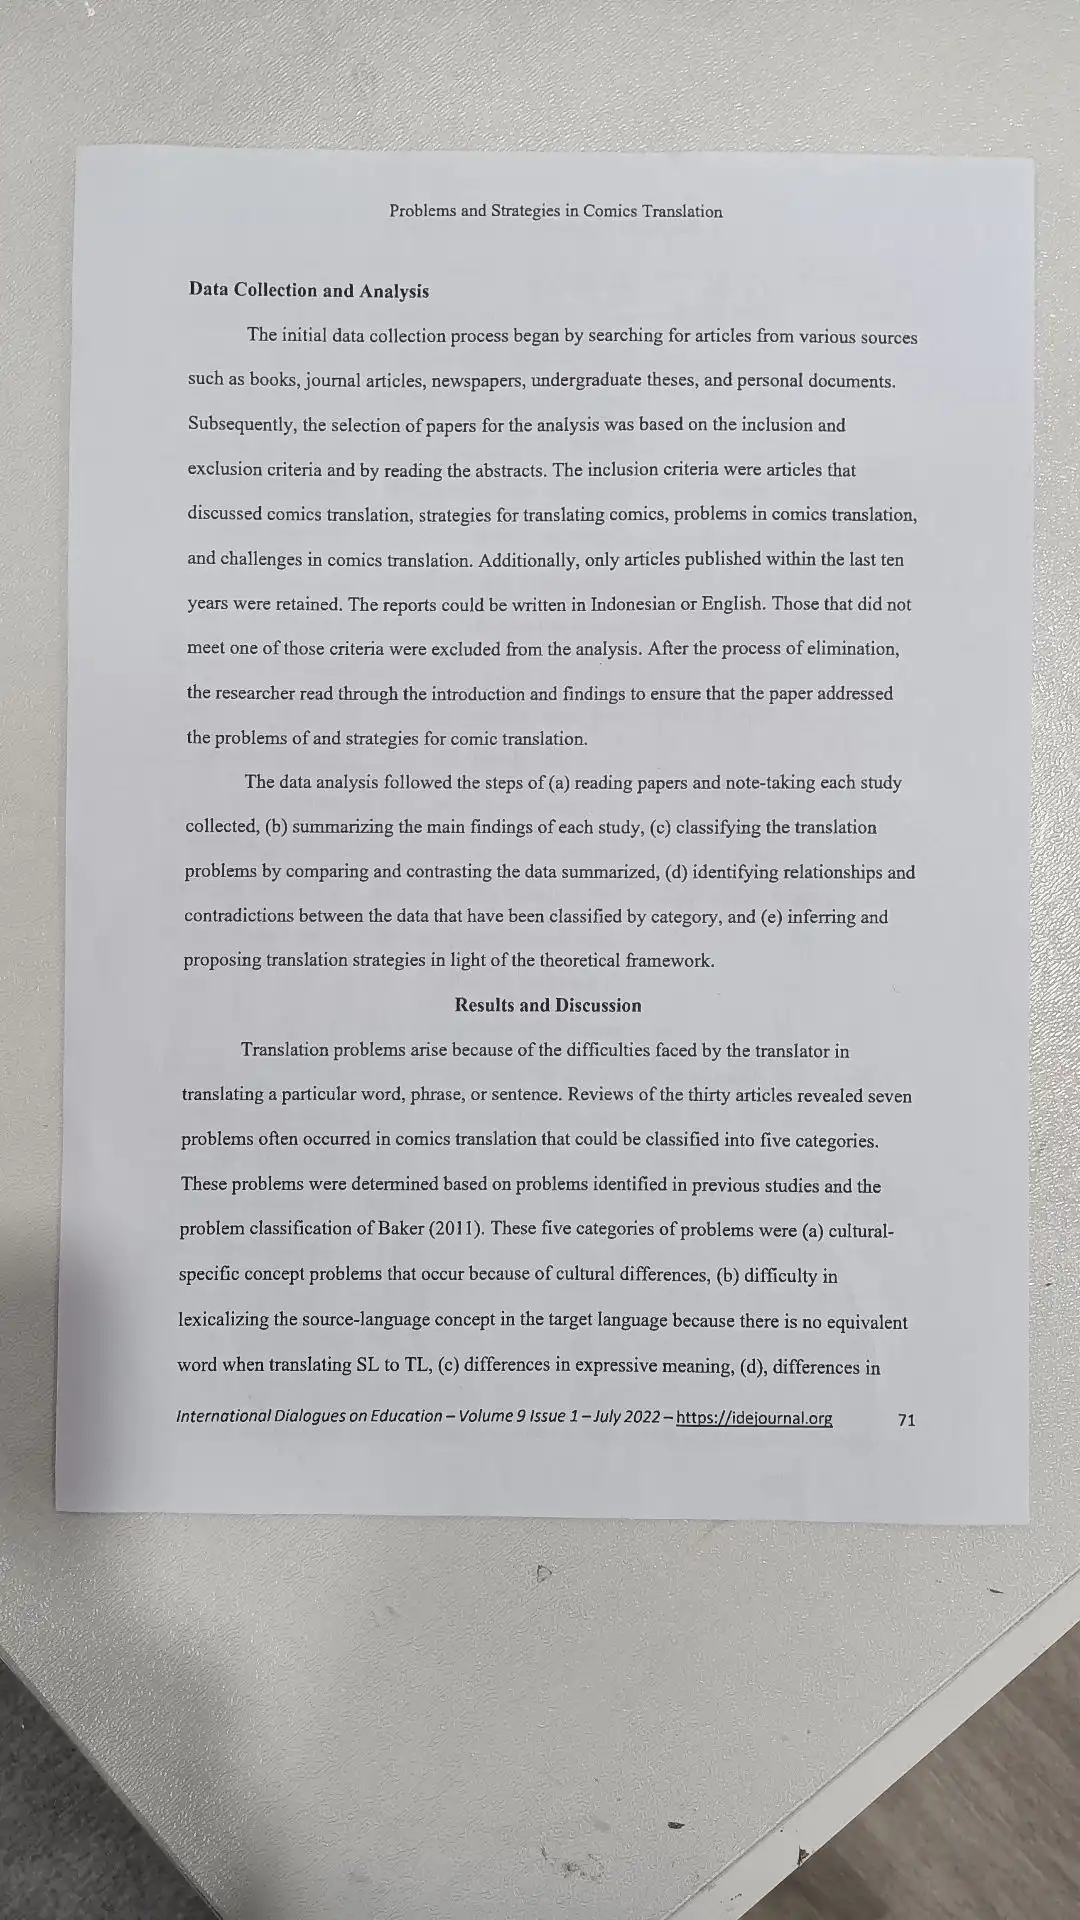 Problems and Strategies in Comics Translation
Data Collection and Analysis
The initial data collection process began by searching for articles from various sources
such as books, journal articles, newspapers, undergraduate theses, and personal documents.
Subsequently, the selection of papers for the analysis was based on the inclusion and
exclusion criteria and by reading the abstracts. The inclusion criteria were articles that
discussed comics translation, strategies for translating comics, problems in comics translation,
and challenges in comics translation. Additionally, only articles published within the last ten
years were retained. The reports could be written in Indonesian or English. Those that did not
meet one of those criteria were excluded from the analysis. After the process of elimination,
the researcher read through the introduction and findings to ensure that the paper addressed
the problems of and strategies for comic translation.
The data analysis followed the steps of (a) reading papers and note-taking each study
collected, (b) summarizing the main findings of each study, (c) classifying the translation
problems by comparing and contrasting the data summarized, (d) identifying relationships and
contradictions between the data that have been classified by category, and (e) inferring and
proposing translation strategies in light of the theoretical framework.
Results and Discussion
Translation problems arise because of the difficulties faced by the translator in
translating a particular word, phrase, or sentence. Reviews of the thirty articles revealed seven
problems often occurred in comics translation that could be classified into five categories.
These problems were determined based on problems identified in previous studies and the
problem classification of Baker (2011). These five categories of problems were (a) cultural-
specific concept problems that occur because of cultural differences, (b) difficulty in
lexicalizing the source-language concept in the target language because there is no equivalent
word when translating SL to TL, (c) differences in expressive meaning, (d), differences in
International Dialogues on Education – Volume 9 Issue 1 – July 2022 – https://idejournal.org 71